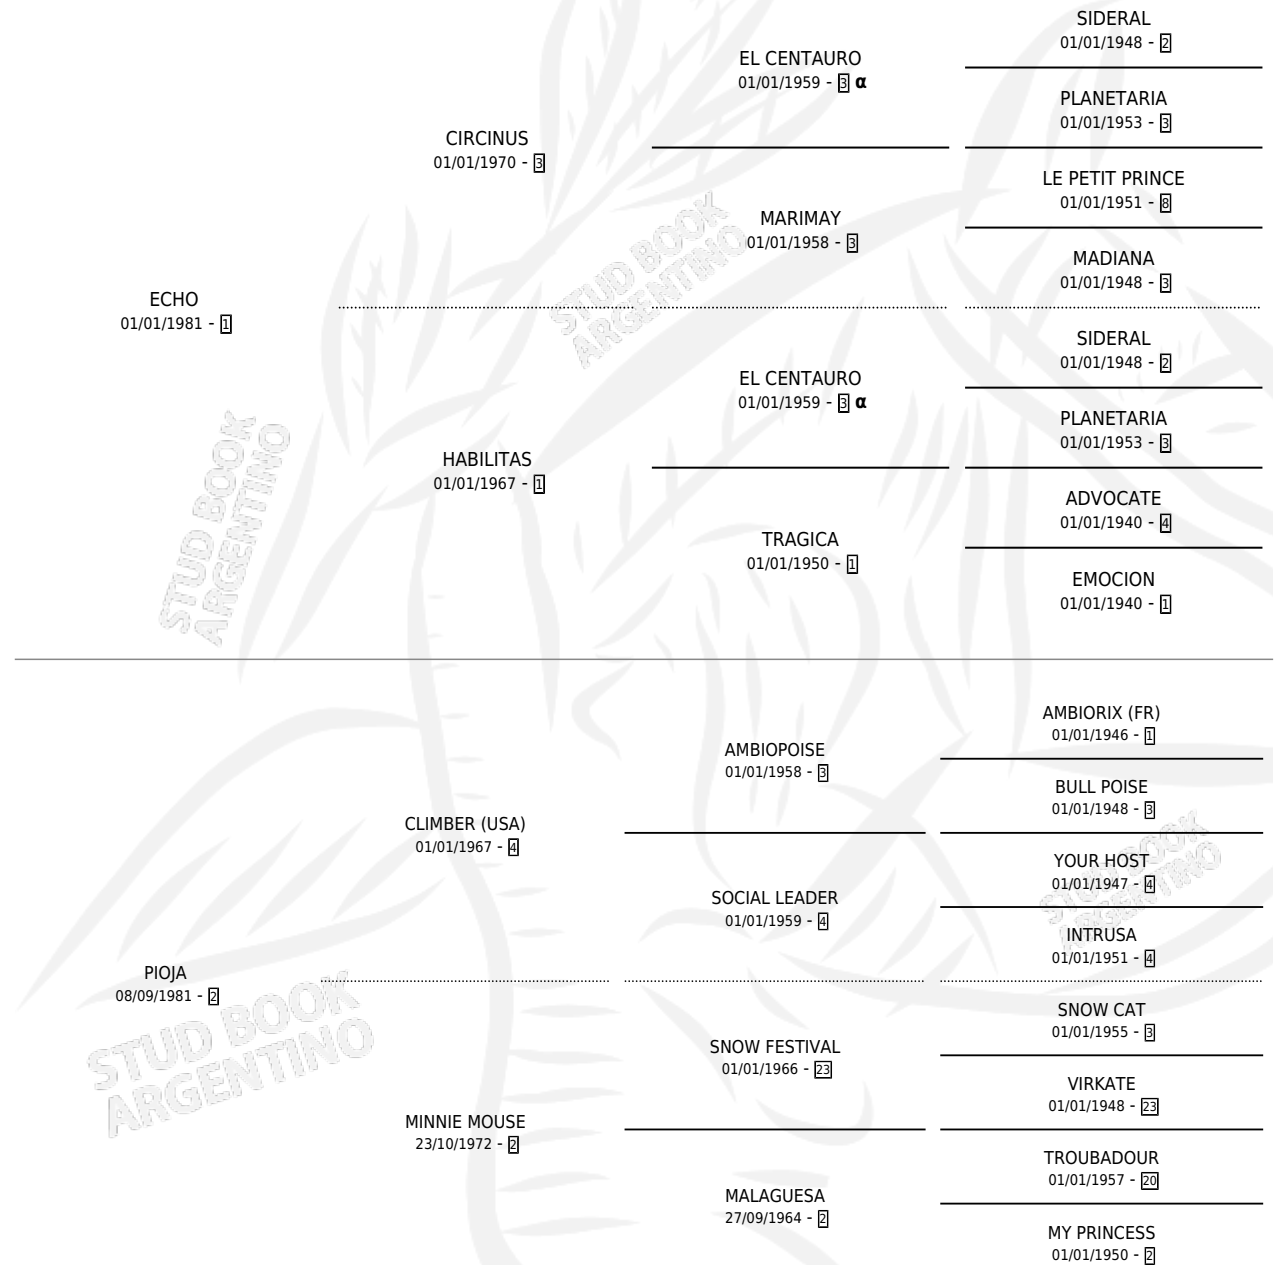 SIDERAL
01/01/1948 - 2
EL CENTAURO
01/01/1959 - 3 α
PLANETARIA
01/01/1953 - 3
CIRCINUS
01/01/1970 - 3
LE PETIT PRINCE
01/01/1951 - 8
MARIMAY
01/01/1958 - 3
MADIANA
01/01/1948 - 3
ECHO
01/01/1981 - 1
SIDERAL
01/01/1948 - 2
EL CENTAURO
01/01/1959 - 3 α
PLANETARIA
01/01/1953 - 3
HABILITAS
01/01/1967 - 1
ADVOCATE
01/01/1940 - 4
TRAGICA
01/01/1950 - 1
EMOCION
01/01/1940 - 1
AMBIORIX (FR)
01/01/1946 - 1
AMBIOPOISE
01/01/1958 - 3
BULL POISE
01/01/1948 - 3
CLIMBER (USA)
01/01/1967 - 4
YOUR HOST
01/01/1947 - 4
SOCIAL LEADER
01/01/1959 - 4
INTRUSA
01/01/1951 - 4
PIOJA
08/09/1981 - 2
SNOW CAT
01/01/1955 - 3
SNOW FESTIVAL
01/01/1966 - 23
VIRKATE
01/01/1948 - 23
MINNIE MOUSE
23/10/1972 - 2
TROUBADOUR
01/01/1957 - 20
MALAGUESA
27/09/1964 - 2
MY PRINCESS
01/01/1950 - 2
STUD BOOK
ARGENTINO
STUD BOOK
ARGENTINO
STUD BOOK
ARGENTINO
STUD BOOK
ARGENTINO